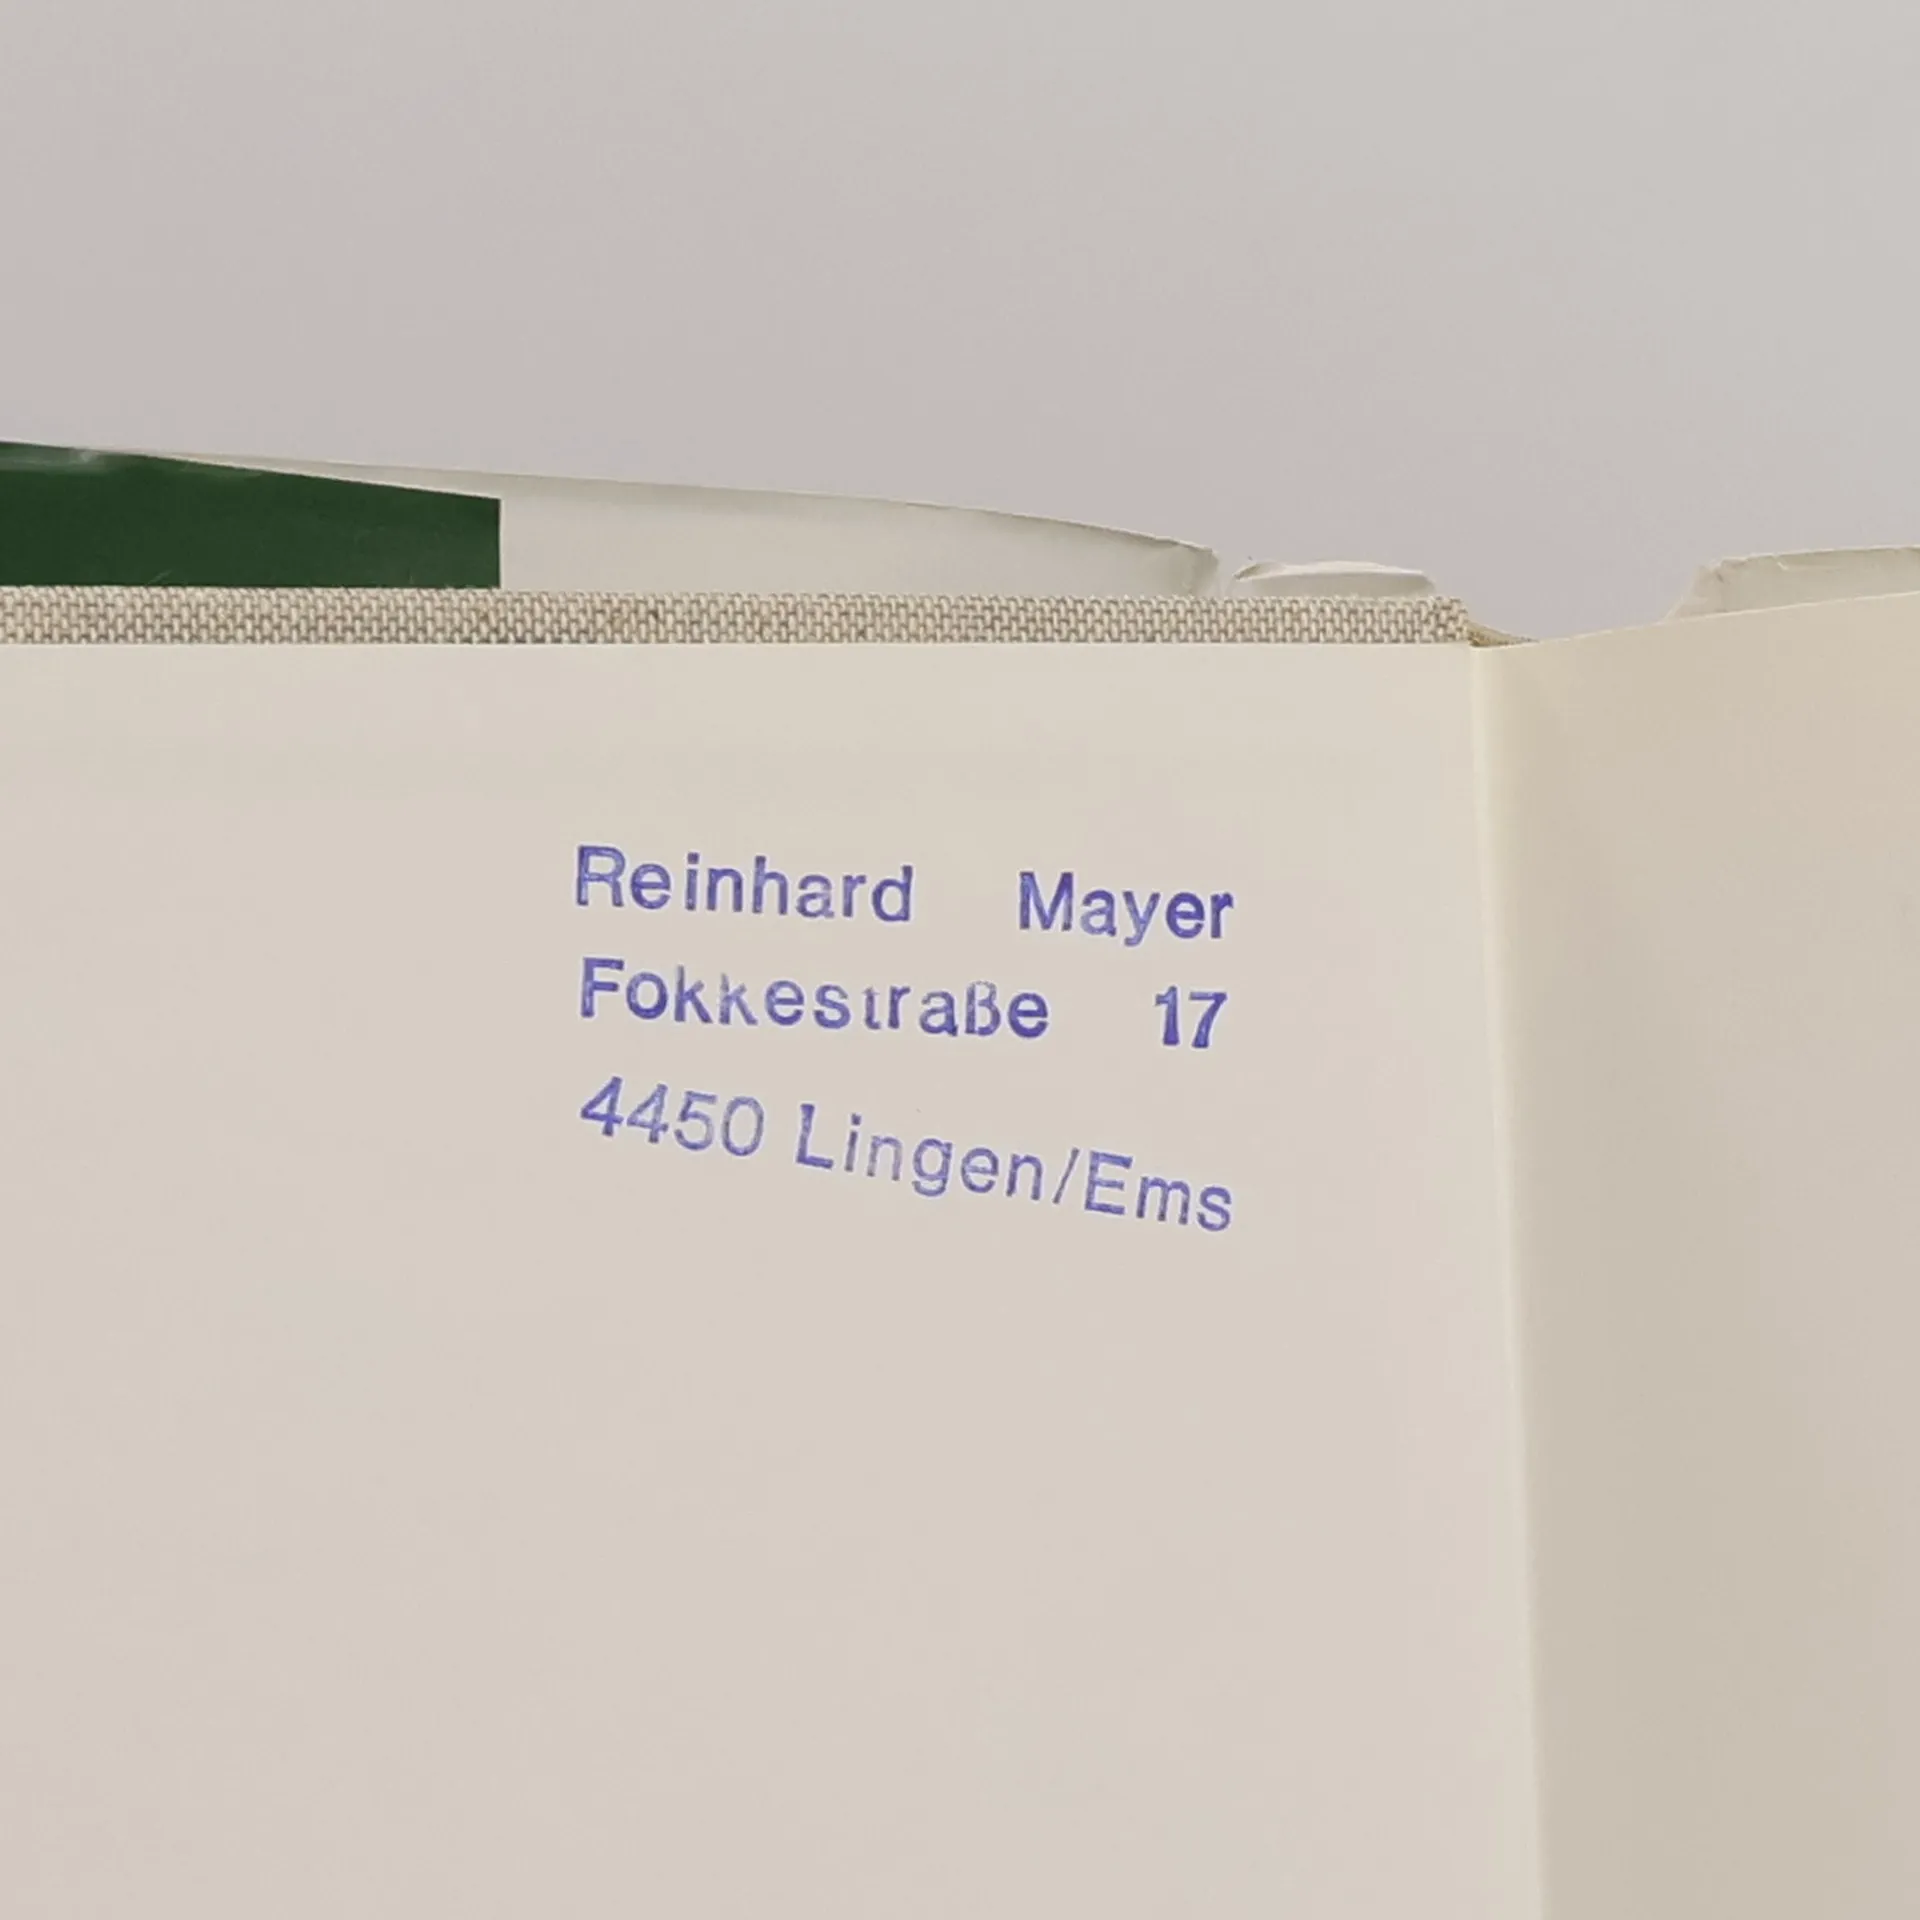 Reinhard Mayer
Fokkestraße 17
4450 Lingen/Ems